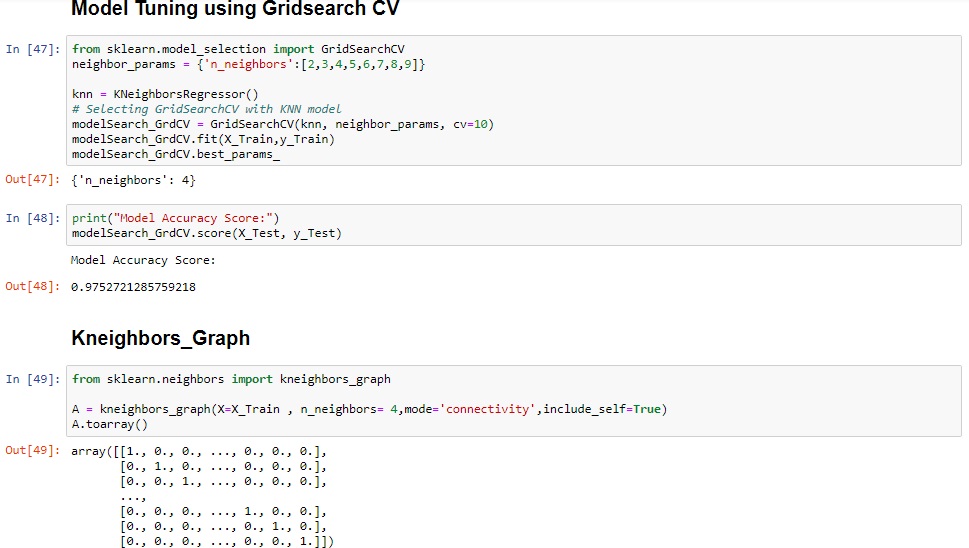 Model Tuning using Gridsearch CV
In [47]: from sklearn.model_selection import GridSearchCV
neighbor_params = {'n_neighbors':[2,3,4,5,6,7,8,9]}
knn = KNeighborsRegressor()
# Selecting GridSearchCV with KNN model
modelSearch_GrdCV = GridSearchCV(knn, neighbor_params, cv=10)
modelSearch_GrdCV.fit(X_Train,y_Train)
modelSearch_GrdCV.best_params_
Out[47]: {'n_neighbors': 4}
In [48]: print("Model Accuracy Score:")
modelSearch_GrdCV.score(X_Test, y_Test)
Model Accuracy Score:
Out[48]: 0.9752721285759218
Kneighbors_Graph
In [49]: from sklearn.neighbors import kneighbors_graph
A = kneighbors_graph(X=X_Train , n_neighbors= 4,mode='connectivity',include_self=True)
A.toarray()
Out[49]: array([[1., 0., 0., ..., 0., 0., 0.],
[0., 1., 0., ..., 0., 0., 0.],
[0., 0., 1., ..., 0., 0., 0.],
...,
[0., 0., 0., ..., 1., 0., 0.],
[0., 0., 0., ..., 0., 1., 0.],
[0., 0., 0., ..., 0., 0., 1.]])